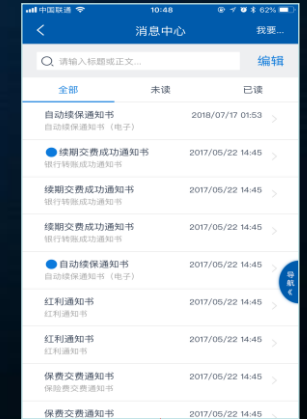 中国联通 10:48 62%
消息中心 我要...
请输入标题或正文... 编辑
全部 未读 已读
自动续保通知书 2018/07/17 01:53
自动续保通知书（电子）
续期交费成功通知书 2017/05/22 14:45
银行转账成功通知书
续期交费成功通知书 2017/05/22 14:45
银行转账成功通知书
续期交费成功通知书 2017/05/22 14:45
银行转账成功通知书
自动续保通知书 2017/05/22 14:45
自动续保通知书（电子）
导航
红利通知书 2017/05/22 14:45
红利通知书
红利通知书 2017/05/22 14:45
红利通知书
保费交费通知书 2017/05/22 14:45
保险费交费通知书
保费交费通知书 2017/05/22 14:45